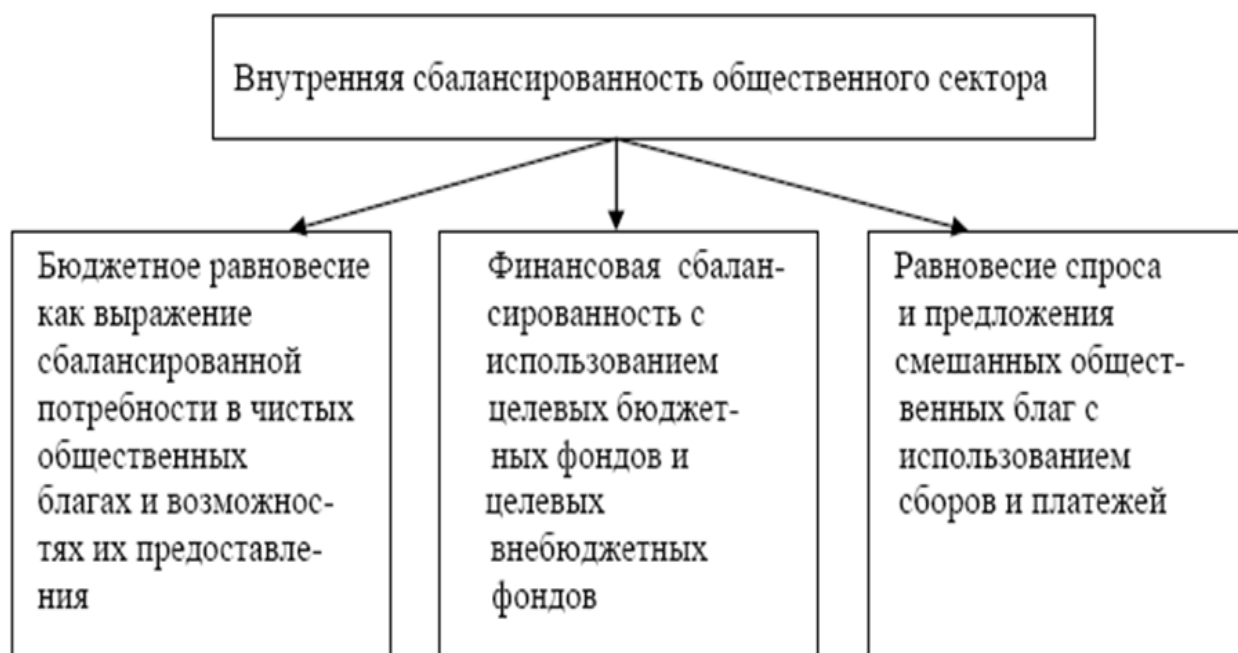 Внутренняя сбалансированность общественного сектора
Бюджетное равновесие
как выражение
сбалансированной
потребности в чистых
общественных
благах и возможнос-
тях их предоставле-
ния
Финансовая сбалан-
сированность с
использованием
целевых бюджет-
ных фондов и
целевых
внебюджетных
фондов
Равновесие спроса
и предложения
смешанных общест-
венных благ с
использованием
сборов и платежей